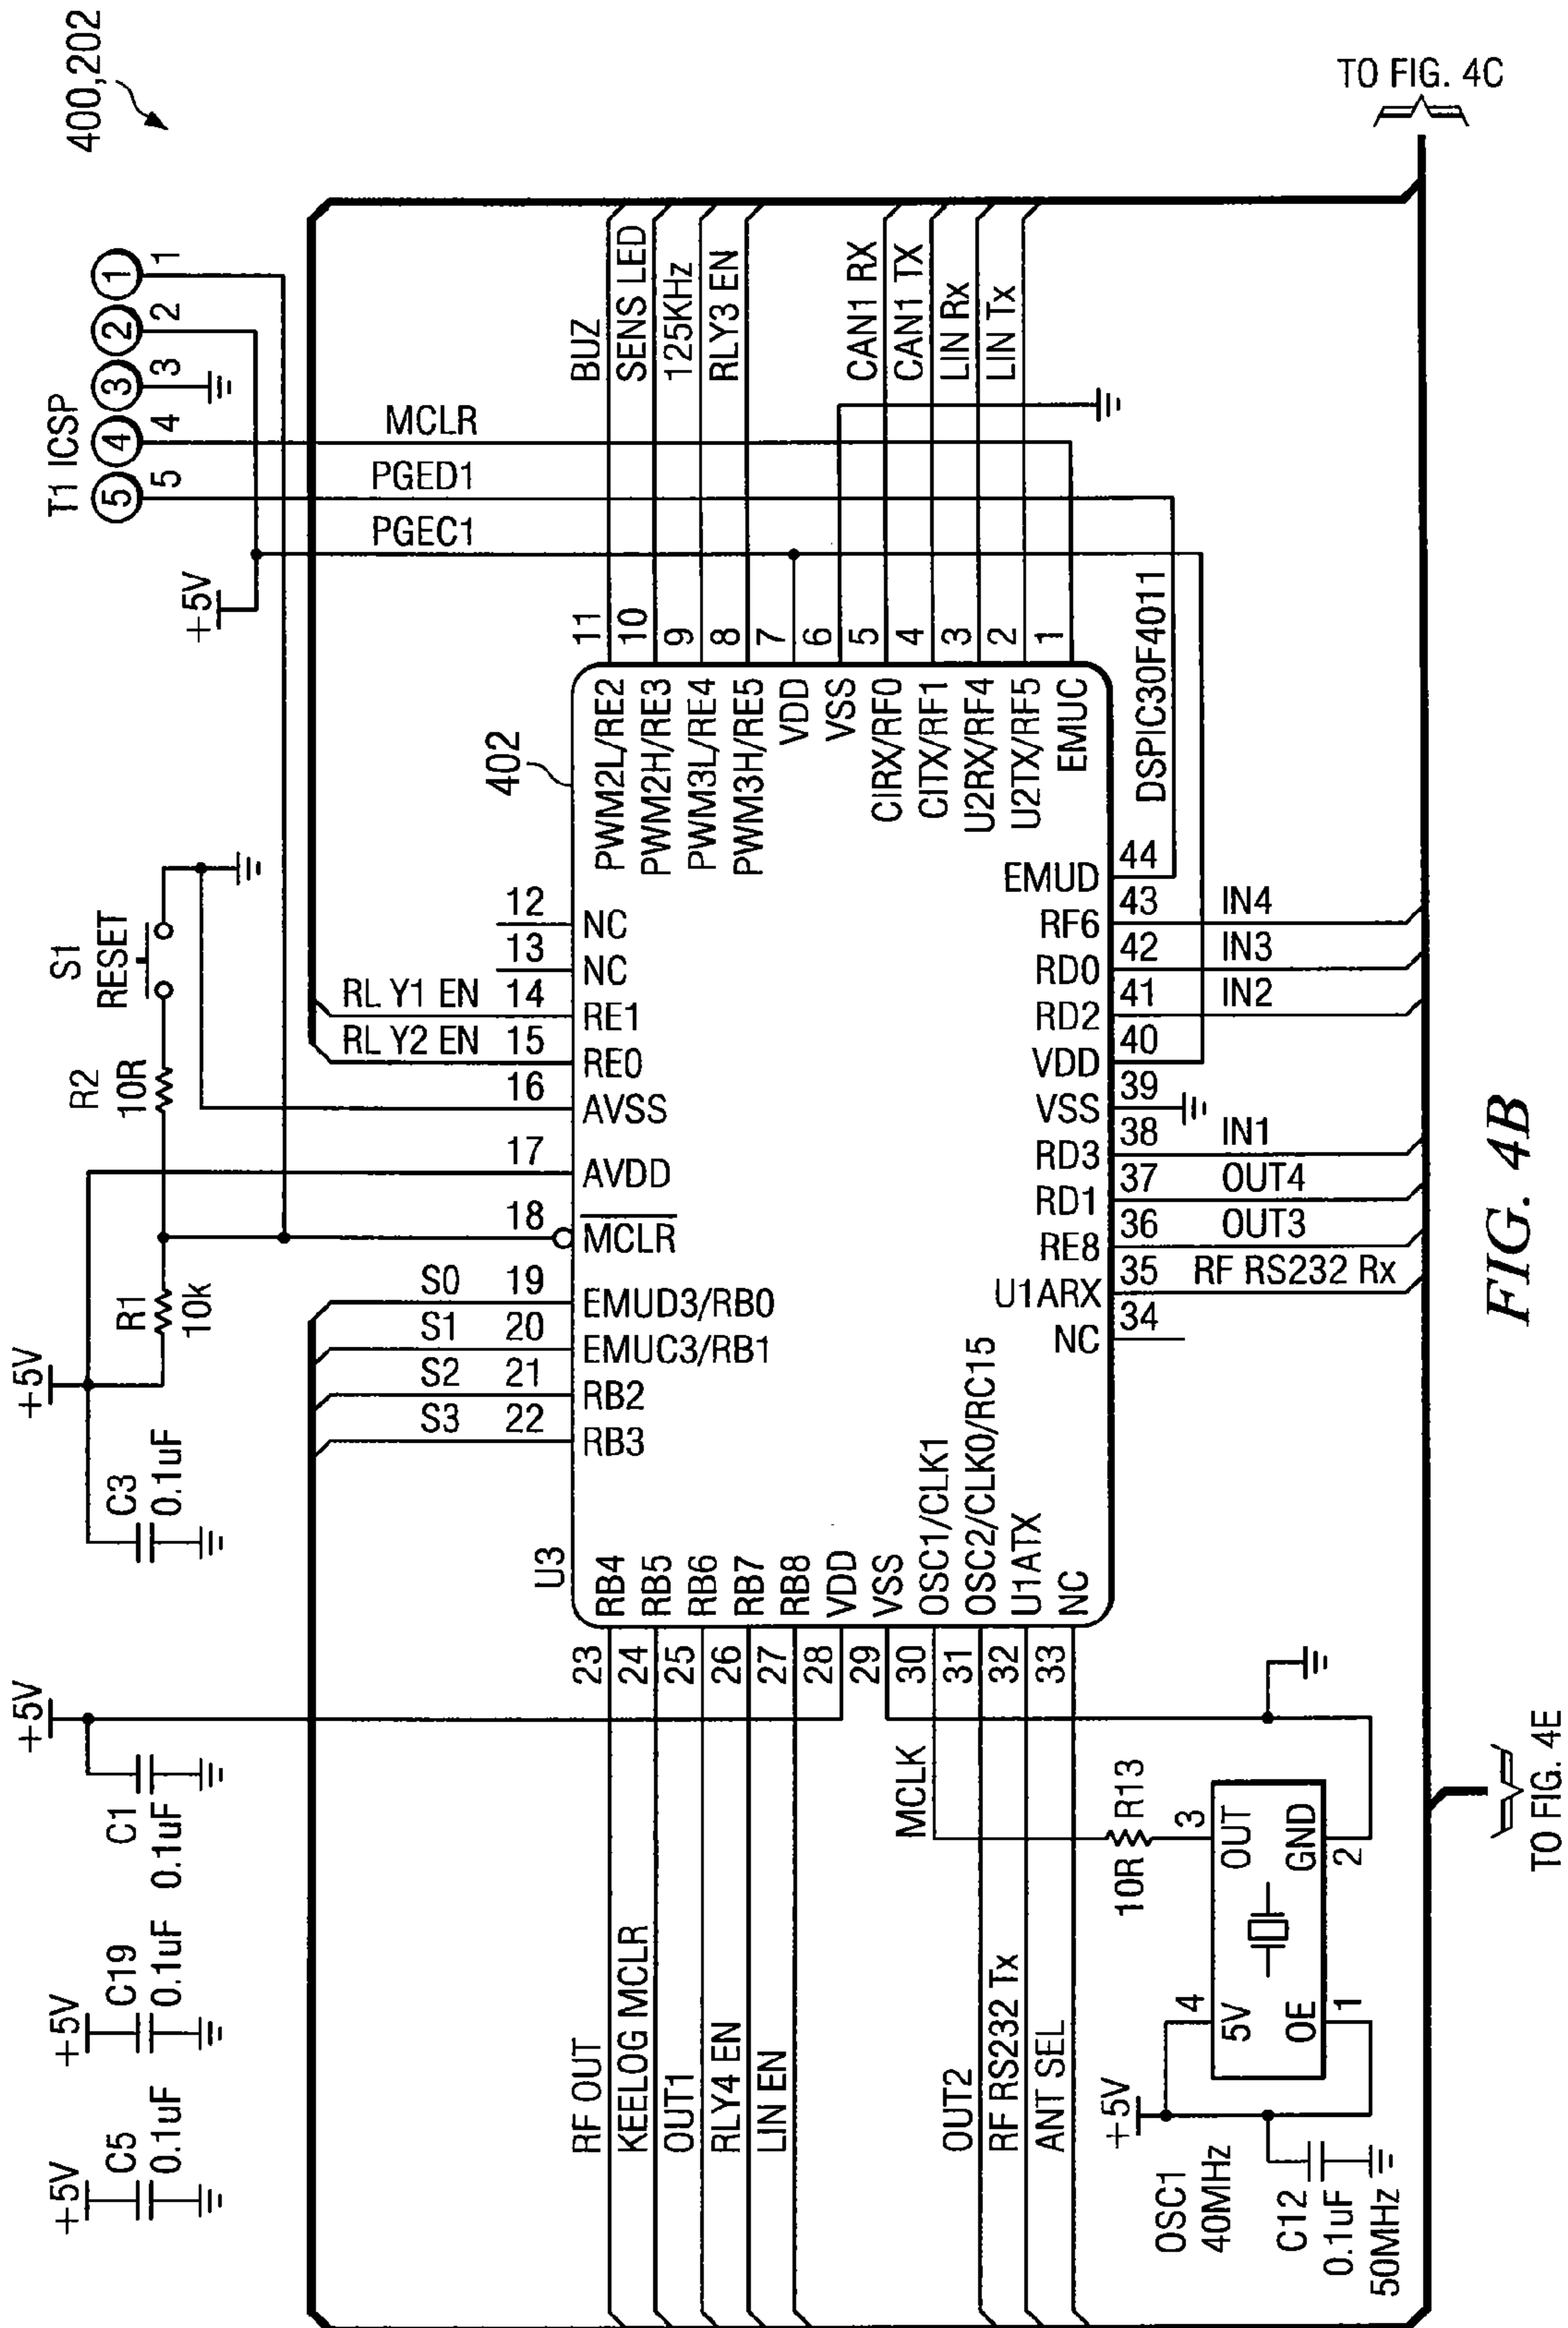 400,202
T1 ICSP
5 4 3 2 1
5 4 3 2 1
+5V
MCLR
PGED1
PGEC1
BUZ
SENS LED
125KHz
RLY3 EN
CAN1 RX
CAN1 TX
LIN Rx
LIN Tx
11
10
9
8
7
6
5
4
3
2
1
PWM2L/RE2
PWM2H/RE3
PWM3L/RE4
PWM3H/RE5
VDD
VSS
CIRX/RF0
CITX/RF1
U2RX/RF4
U2TX/RF5
EMUC
402
DSPIC30F4011
S1
RESET
R2
10R
R1
10k
+5V
C3
0.1uF
12 NC
13 NC
RL Y1 EN 14 RE1
RL Y2 EN 15 RE0
16 AVSS
17 AVDD
18 MCLR
S0 19 EMUD3/RB0
S1 20 EMUC3/RB1
S2 21 RB2
S3 22 RB3
EMUD 44
RF6 43 IN4
RD0 42 IN3
RD2 41 IN2
VDD 40
VSS 39
RD3 38 IN1
RD1 37 OUT4
RE8 36 OUT3
U1ARX 35 RF RS232 Rx
NC 34
U3
RB4
RB5
RB6
RB7
RB8
VDD
VSS
OSC1/CLK1
OSC2/CLK0/RC15
U1ATX
NC
23
24
25
26
27
28
29
30
31
32
33
+5V
C1
0.1uF
+5V
C19
0.1uF
+5V
C5
0.1uF
RF OUT
KEELOG MCLR
OUT1
RLY4 EN
LIN EN
MCLK
OUT2
RF RS232 Tx
ANT SEL
10R R13
3
OUT
GND
2
4
5V
OE
1
+5V
OSC1
40MHz
C12
0.1uF
50MHz
TO FIG. 4C
TO FIG. 4E
FIG. 4B